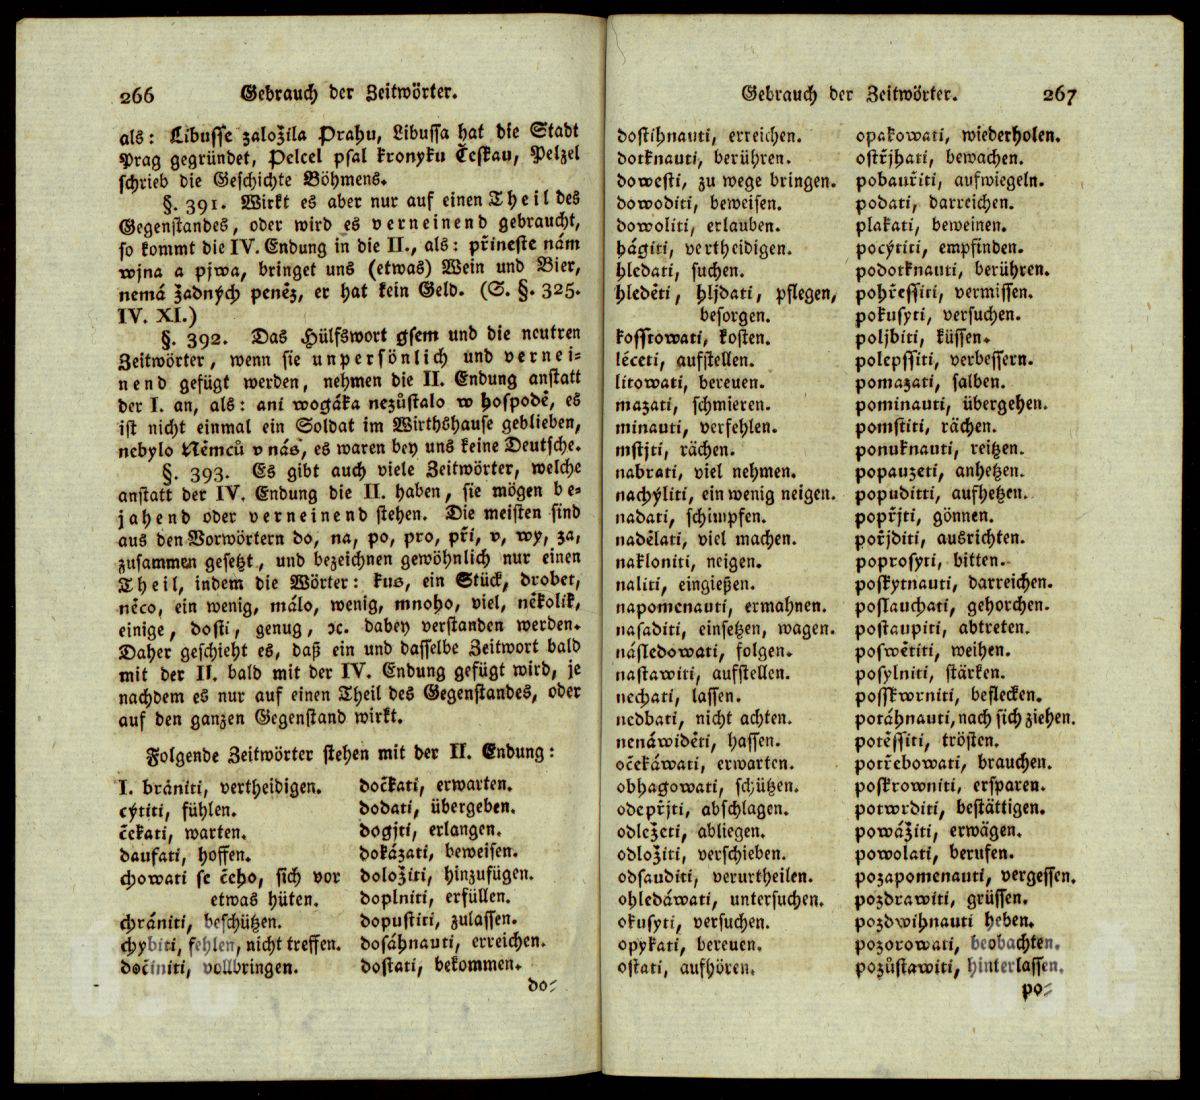 266 Gebrauch der Zeitwörter.
als: Libusse založila Prahu, Libussa hat die Stadt
Prag gegründet, Pelcel psal kronyku Českau, Pelzel
schrieb die Geschichte Böhmens.
§. 391. Wirkt es aber nur auf einen Theil des
Gegenstandes, oder wird es verneinend gebraucht,
so kommt die IV. Endung in die II., als: přineste nám
wjna a pjwa, bringet uns (etwas) Wein und Bier,
nemá žadných peněz, er hat kein Geld. (S. §. 325.
IV. XI.)
§. 392. Das Hülfswort gsem und die neutren
Zeitwörter, wenn sie unpersönlich und vernei-
nend gefügt werden, nehmen die II. Endung anstatt
der I. an, als: ani wogáka nezůstalo w hospodě, es
ist nicht einmal ein Soldat im Wirthshause geblieben,
nebylo Němců v nás, es waren bey uns keine Deutsche.
§. 393. Es gibt auch viele Zeitwörter, welche
anstatt der IV. Endung die II. haben, sie mögen be-
jahend oder verneinend stehen. Die meisten sind
aus den Vorwörtern do, na, po, pro, při, v, wy, za,
zusammen gesetzt, und bezeichnen gewöhnlich nur einen
Theil, indem die Wörter: kus, ein Stück, drobet,
něco, ein wenig, málo, wenig, mnoho, viel, několik,
einige, dosti, genug, ꝛc. dabey verstanden werden.
Daher geschieht es, daß ein und dasselbe Zeitwort bald
mit der II. bald mit der IV. Endung gefügt wird, je
nachdem es nur auf einen Theil des Gegenstandes, oder
auf den ganzen Gegenstand wirkt.
Folgende Zeitwörter stehen mit der II. Endung:
I. brániti, vertheidigen.
cýtiti, fühlen.
čekati, warten.
daufati, hoffen.
chowati se čeho, sich vor
etwas hüten.
chrániti, beschützen.
chybiti, fehlen, nicht treffen.
dočiniti, vollbringen.
dočkati, erwarten.
dodati, übergeben.
dogjti, erlangen.
dokázati, beweisen.
doložiti, hinzufügen.
doplniti, erfüllen.
dopustiti, zulassen.
dosáhnauti, erreichen.
dostati, bekommen.
do-
Gebrauch der Zeitwörter. 267
dostihnauti, erreichen.
dotknauti, berühren.
dowesti, zu wege bringen.
dowoditi, beweisen.
dowoliti, erlauben.
hágiti, vertheidigen.
hledati, suchen.
hleděti, hljdati, pflegen,
besorgen.
kosstowati, kosten.
léceti, aufstellen.
litowati, bereuen.
mazati, schmieren.
minauti, verfehlen.
mstjti, rächen.
nabrati, viel nehmen.
nachýliti, ein wenig neigen.
nadati, schimpfen.
nadělati, viel machen.
nakloniti, neigen.
naliti, eingießen.
napomenauti, ermahnen.
nasaditi, einsetzen, wagen.
následowati, folgen.
nastawiti, aufstellen.
nechati, lassen.
nedbati, nicht achten.
nenáwiděti, hassen.
očekáwati, erwarten.
obhagowati, schützen.
odepřjti, abschlagen.
odležeti, abliegen.
odložiti, verschieben.
odsauditi, verurtheilen.
ohledáwati, untersuchen.
okusyti, versuchen.
opykati, bereuen.
ostati, aufhören.
opakowati, wiederholen.
ostřjhati, bewachen.
pobauřiti, aufwiegeln.
podati, darreichen.
plakati, beweinen.
pocýtiti, empfinden.
podotknauti, berühren.
pohřessiti, vermissen.
pokusyti, versuchen.
poljbiti, küssen.
polepssiti, verbessern.
pomazati, salben.
pominauti, übergehen.
pomstiti, rächen.
ponuknauti, reitzen.
popauzeti, anhetzen.
popuditti, aufhetzen.
popřjti, gönnen.
pořjditi, ausrichten.
poprosyti, bitten.
poskytnauti, darreichen.
poslauchati, gehorchen.
postaupiti, abtreten.
poswětiti, weihen.
posylniti, stärken.
posskwrniti, beflecken.
potáhnauti, nach sich ziehen.
potěssiti, trösten.
potřebowati, brauchen.
poskrowniti, ersparen.
potwrditi, bestättigen.
powážiti, erwägen.
powolati, berufen.
pozapomenauti, vergessen.
pozdrawiti, grüssen.
pozdwihnauti heben.
pozorowati, beobachten.
pozůstawiti, hinterlassen.
po-